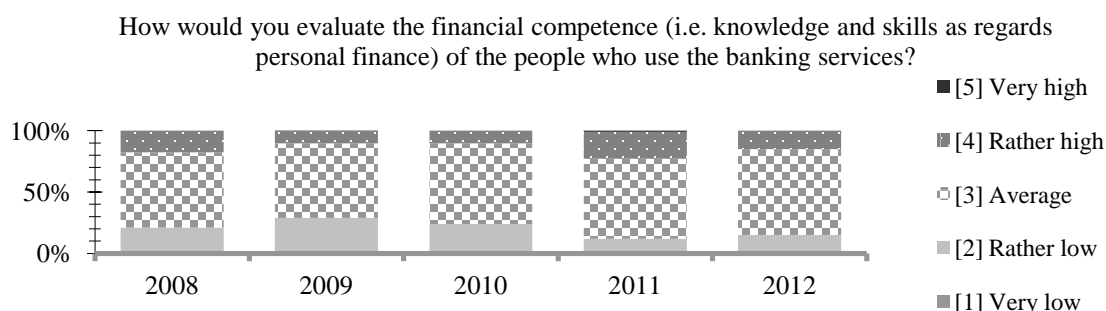 How would you evaluate the financial competence (i.e. knowledge and skills as regards
personal finance) of the people who use the banking services?
[5] Very high
[4] Rather high
[3] Average
[2] Rather low
[1] Very low
100%
50%
0%
2008 2009 2010 2011 2012